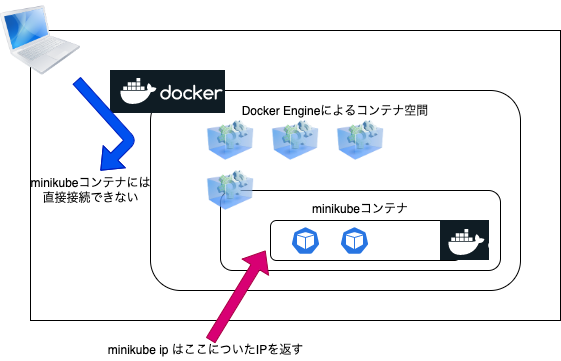 docker
Docker Engineによるコンテナ空間
minikubeコンテナには
直接接続できない
minikubeコンテナ
minikube ip はここについたIPを返す